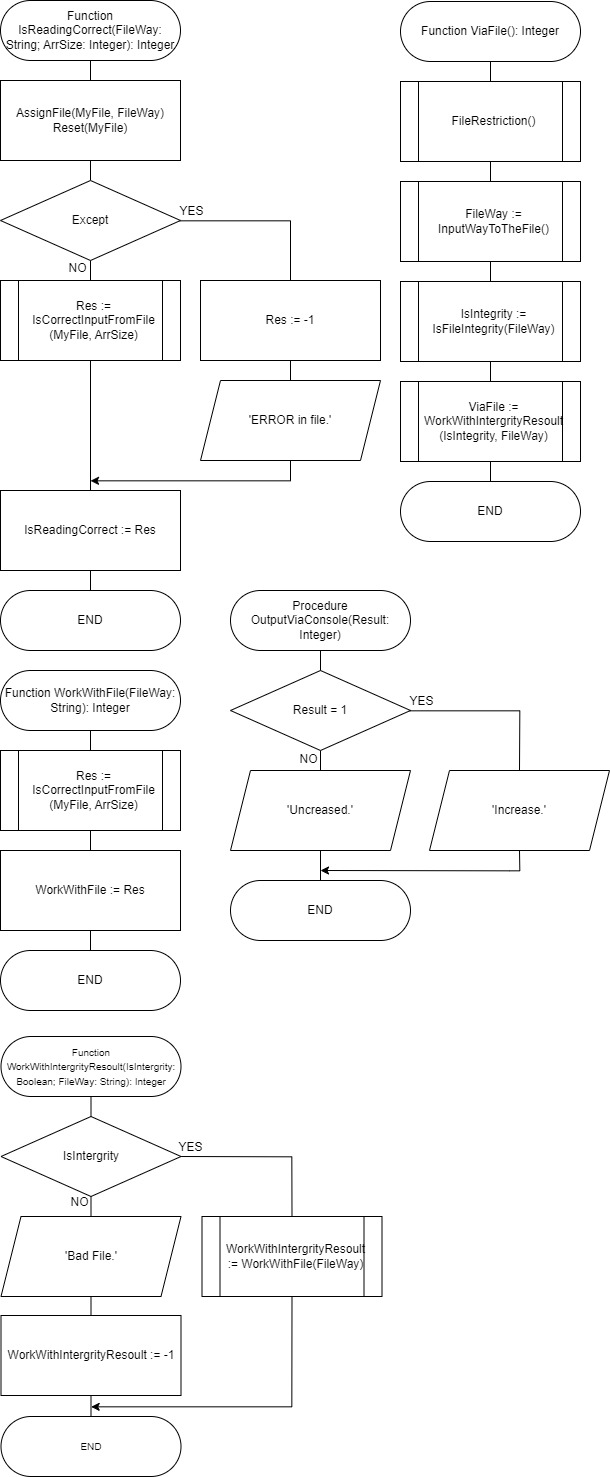 Function
IsReadingCorrect(FileWay:
String; ArrSize: Integer): Integer
AssignFile(MyFile, FileWay)
Reset(MyFile)
Except
YES
NO
Res :=
IsCorrectInputFromFile
(MyFile, ArrSize)
Res := -1
'ERROR in file.'
IsReadingCorrect := Res
END
Function ViaFile(): Integer
FileRestriction()
FileWay :=
InputWayToTheFile()
IsIntegrity :=
IsFileIntegrity(FileWay)
ViaFile :=
WorkWithIntergrityResoult
(IsIntegrity, FileWay)
END
Procedure
OutputViaConsole(Result:
Integer)
Result = 1
YES
NO
'Uncreased.'
'Increase.'
END
Function WorkWithFile(FileWay:
String): Integer
Res :=
IsCorrectInputFromFile
(MyFile, ArrSize)
WorkWithFile := Res
END
Function
WorkWithIntergrityResoult(IsIntergrity:
Boolean; FileWay: String): Integer
IsIntergrity
YES
NO
'Bad File.'
WorkWithIntergrityResoult
:= WorkWithFile(FileWay)
WorkWithIntergrityResoult := -1
END